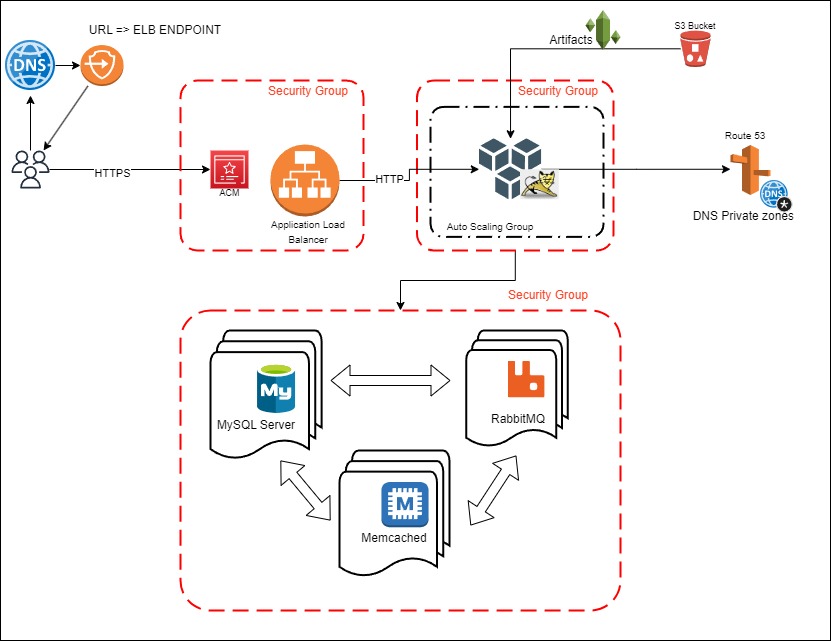 URL => ELB ENDPOINT
DNS
S3 Bucket
Artifacts
Security Group
Security Group
Route 53
HTTPS
ACM
HTTP
DNS
*
DNS Private zones
Application Load
Balancer
Auto Scaling Group
Security Group
My
MySQL Server
RabbitMQ
M
Memcached